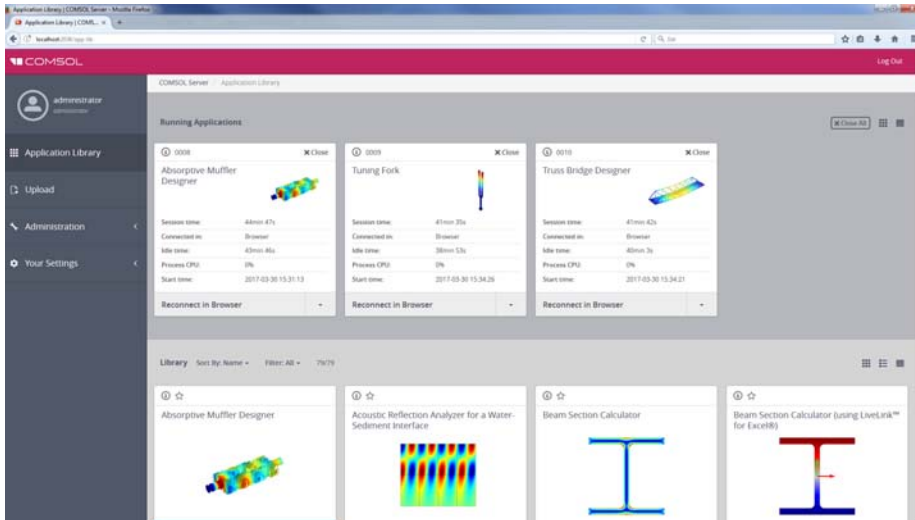 Application Library | COMSOL Server - Mozilla Firefox
Application Library | COMS...
localhost
COMSOL
Log Out
administrator
administrator
Application Library
Upload
Administration
Your Settings
COMSOL Server / Application Library
Running Applications
Close All
0008 Close
Absorptive Muffler
Designer
Session time: 44min 47s
Connected in: Browser
Idle time: 43min 46s
Process CPU: 0%
Start time: 2017-03-30 15:31:13
Reconnect in Browser
0009 Close
Tuning Fork
Session time: 41min 35s
Connected in: Browser
Idle time: 38min 53s
Process CPU: 0%
Start time: 2017-03-30 15:34:26
Reconnect in Browser
0010 Close
Truss Bridge Designer
Session time: 41min 42s
Connected in: Browser
Idle time: 40min 3s
Process CPU: 0%
Start time: 2017-03-30 15:34:21
Reconnect in Browser
Library Sort By: Name Filter: All 79/79
Absorptive Muffler Designer
Acoustic Reflection Analyzer for a Water-
Sediment Interface
Beam Section Calculator
Beam Section Calculator (using LiveLink™
for Excel®)